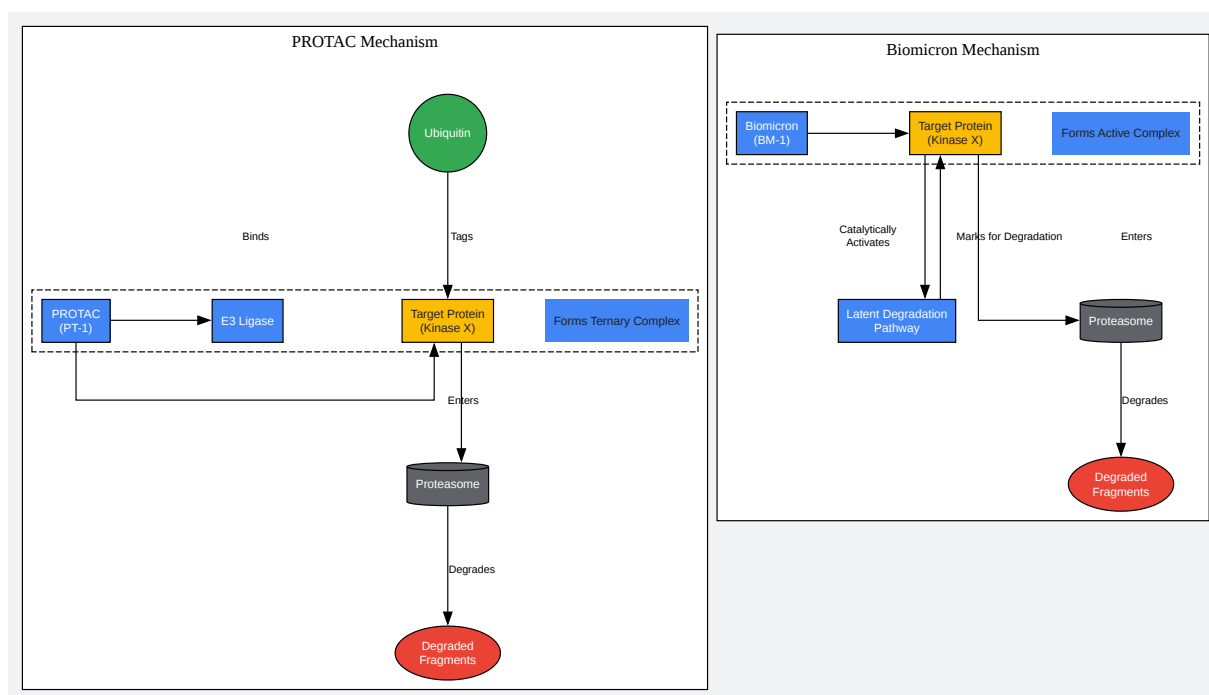 PROTAC Mechanism
Ubiquitin
Binds
Tags
PROTAC
(PT-1)
E3 Ligase
Target Protein
(Kinase X)
Forms Ternary Complex
Enters
Proteasome
Degrades
Degraded
Fragments
Biomicron Mechanism
Biomicron
(BM-1)
Target Protein
(Kinase X)
Forms Active Complex
Catalytically
Activates
Marks for Degradation
Enters
Latent Degradation
Pathway
Proteasome
Degrades
Degraded
Fragments